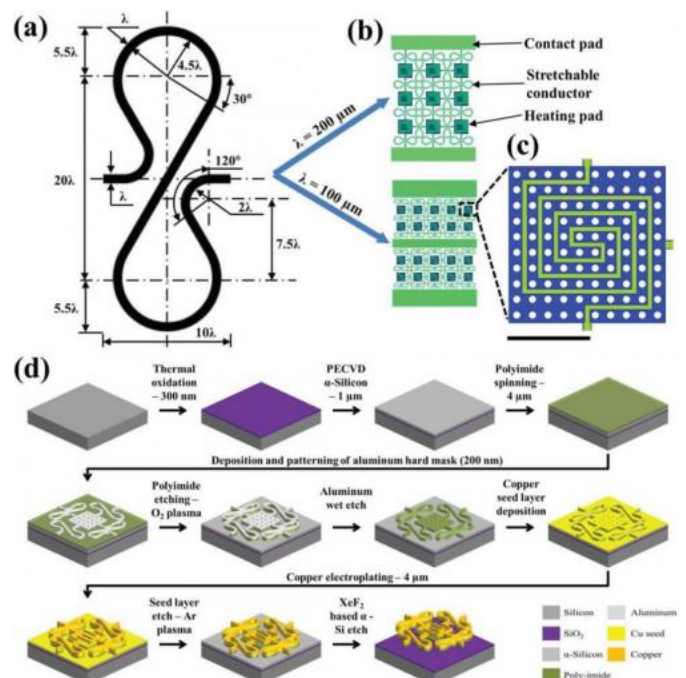 (a)
λ
5.5λ
4.5λ
30°
20λ
120°
λ
2λ
7.5λ
5.5λ
10λ
λ = 200 µm
λ = 100 µm
(b)
Contact pad
Stretchable
conductor
Heating pad
(c)
(d)
Thermal
oxidation
– 300 nm
PECVD
α-Silicon
– 1 µm
Polyimide
spinning –
4 µm
Deposition and patterning of aluminum hard mask (200 nm)
Polyimide
etching –
O2 plasma
Aluminum
wet etch
Copper
seed layer
deposition
Copper electroplating – 4 µm
Seed layer
etch – Ar
plasma
XeF2
based α -
Si etch
Silicon
Aluminum
SiO2
Cu seed
α-Silicon
Copper
Poly-imide